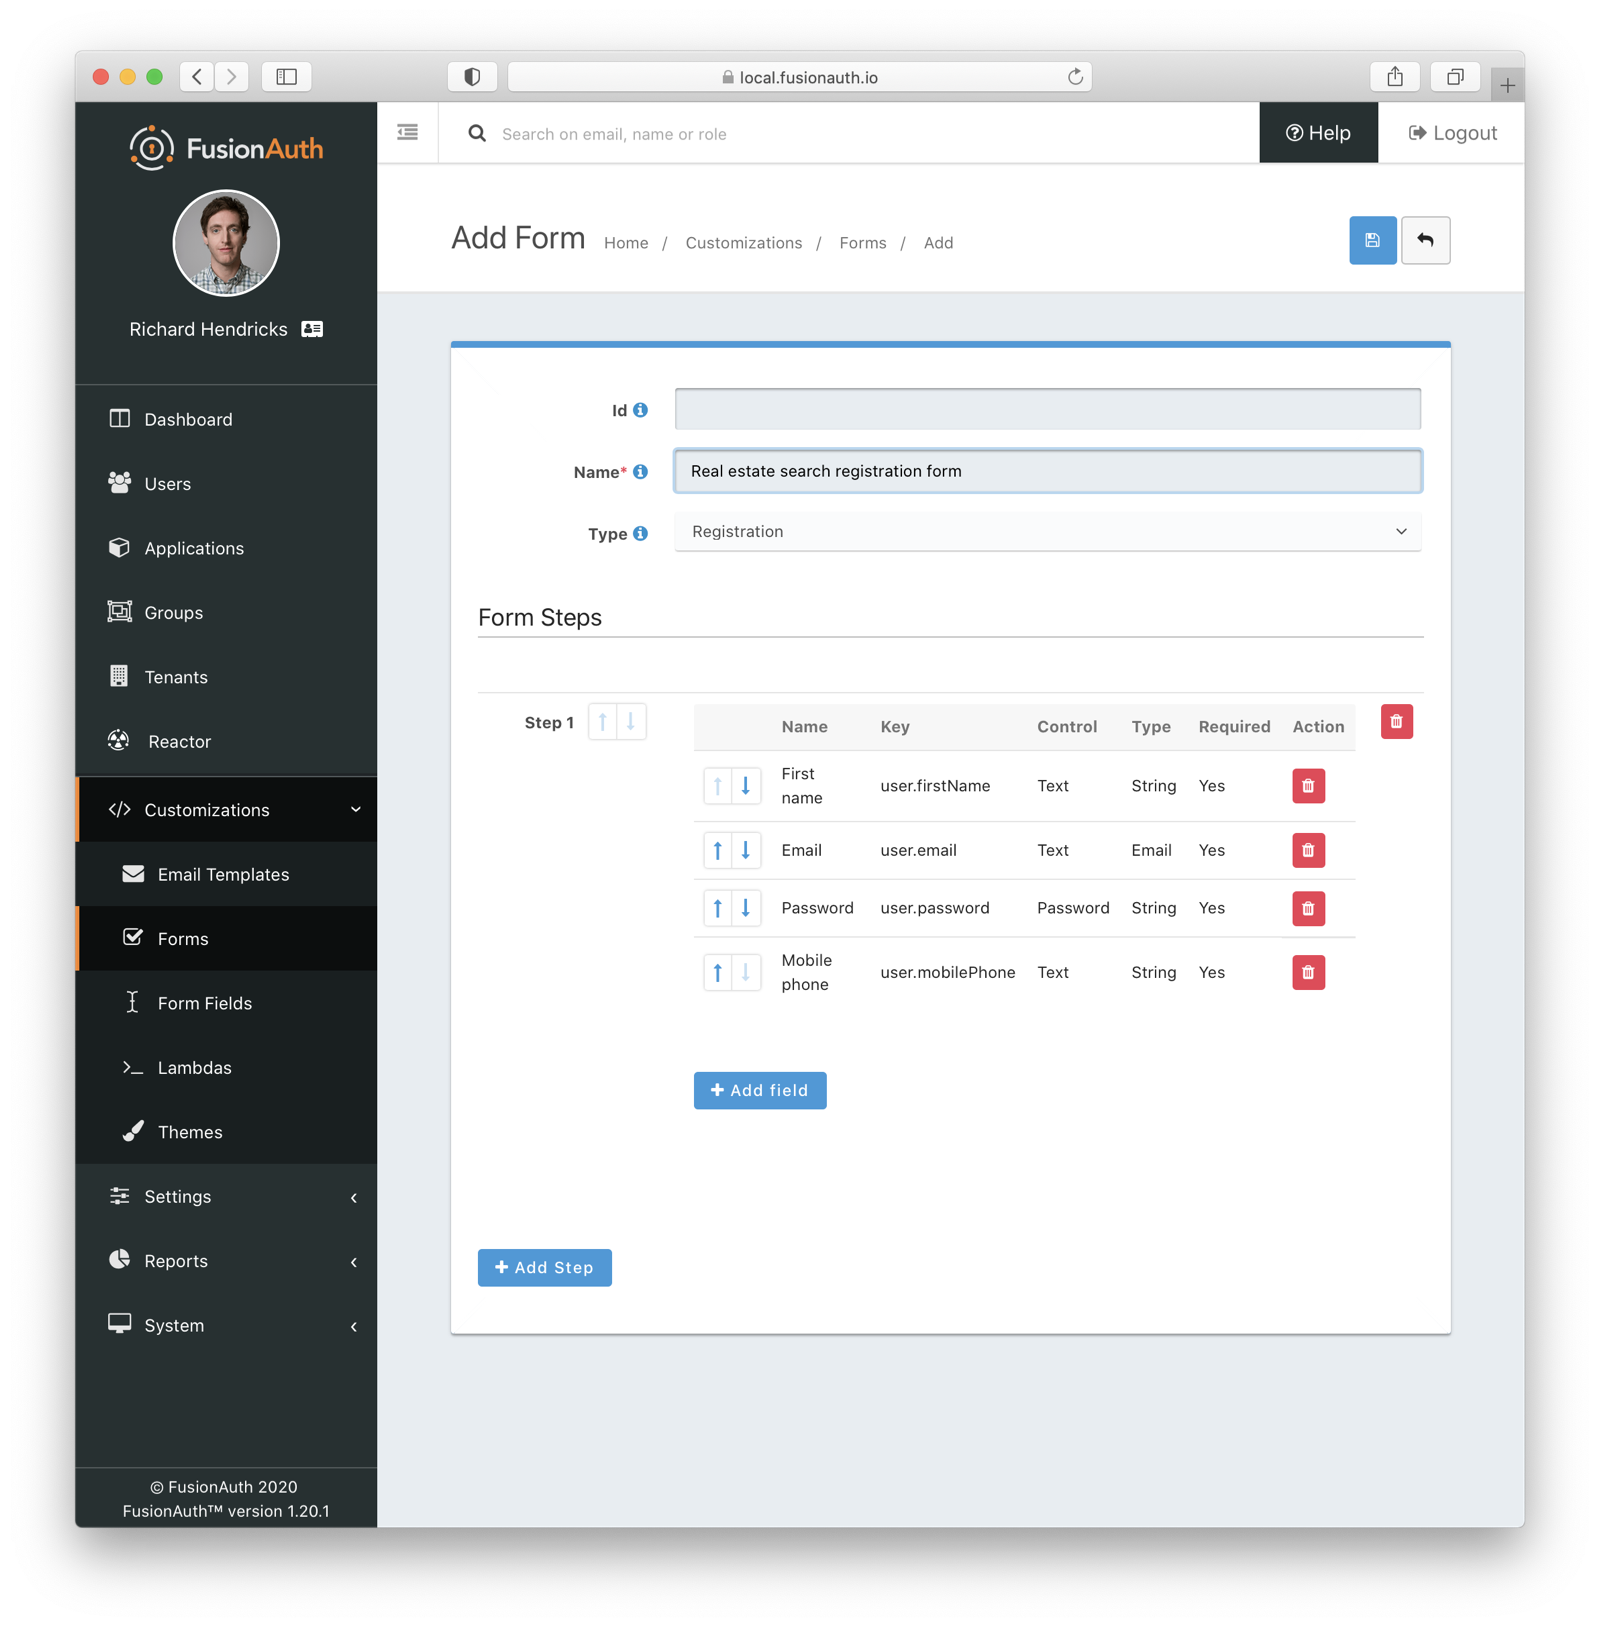 local.fusionauth.io
FusionAuth
Search on email, name or role
Help
Logout
Richard Hendricks
Add Form
Home / Customizations / Forms / Add
Dashboard
Users
Applications
Groups
Tenants
Reactor
Customizations
Email Templates
Forms
Form Fields
Lambdas
Themes
Settings
Reports
System
© FusionAuth 2020
FusionAuth™ version 1.20.1
Id
Name* Real estate search registration form
Type Registration
Form Steps
Step 1
Name Key Control Type Required Action
First name user.firstName Text String Yes
Email user.email Text Email Yes
Password user.password Password String Yes
Mobile phone user.mobilePhone Text String Yes
Add field
Add Step